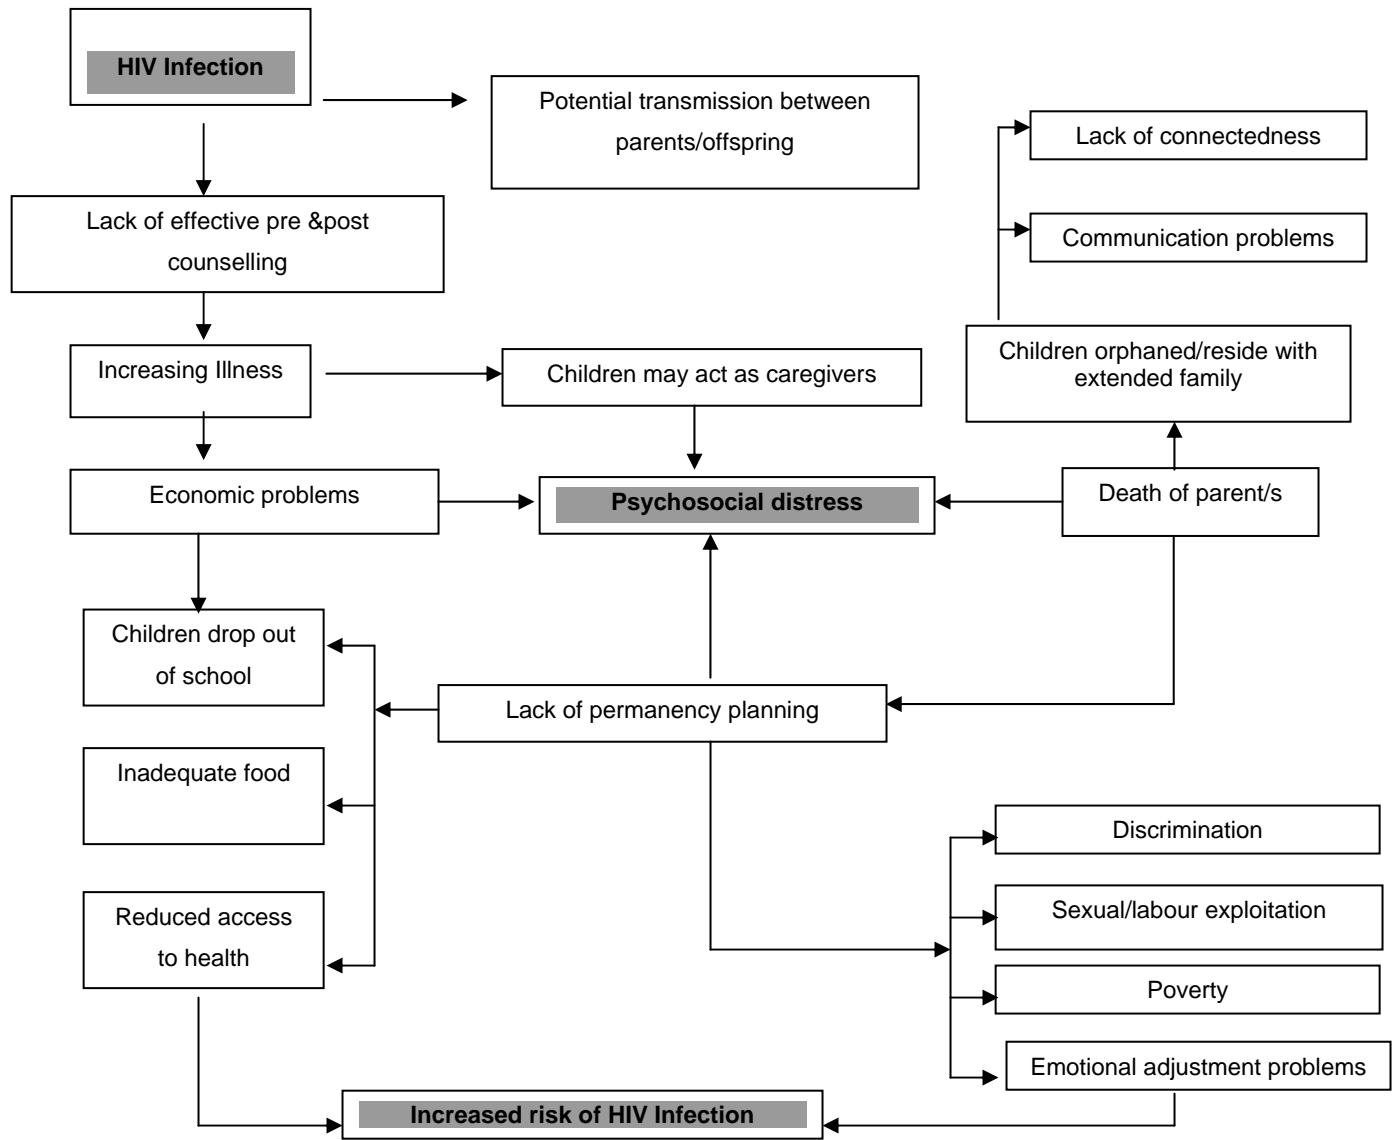 HIV Infection
Potential transmission between
parents/offspring
Lack of connectedness
Lack of effective pre &post
counselling
Communication problems
Increasing Illness
Children may act as caregivers
Children orphaned/reside with
extended family
Economic problems
Psychosocial distress
Death of parent/s
Children drop out
of school
Lack of permanency planning
Inadequate food
Discrimination
Reduced access
to health
Sexual/labour exploitation
Poverty
Emotional adjustment problems
Increased risk of HIV Infection